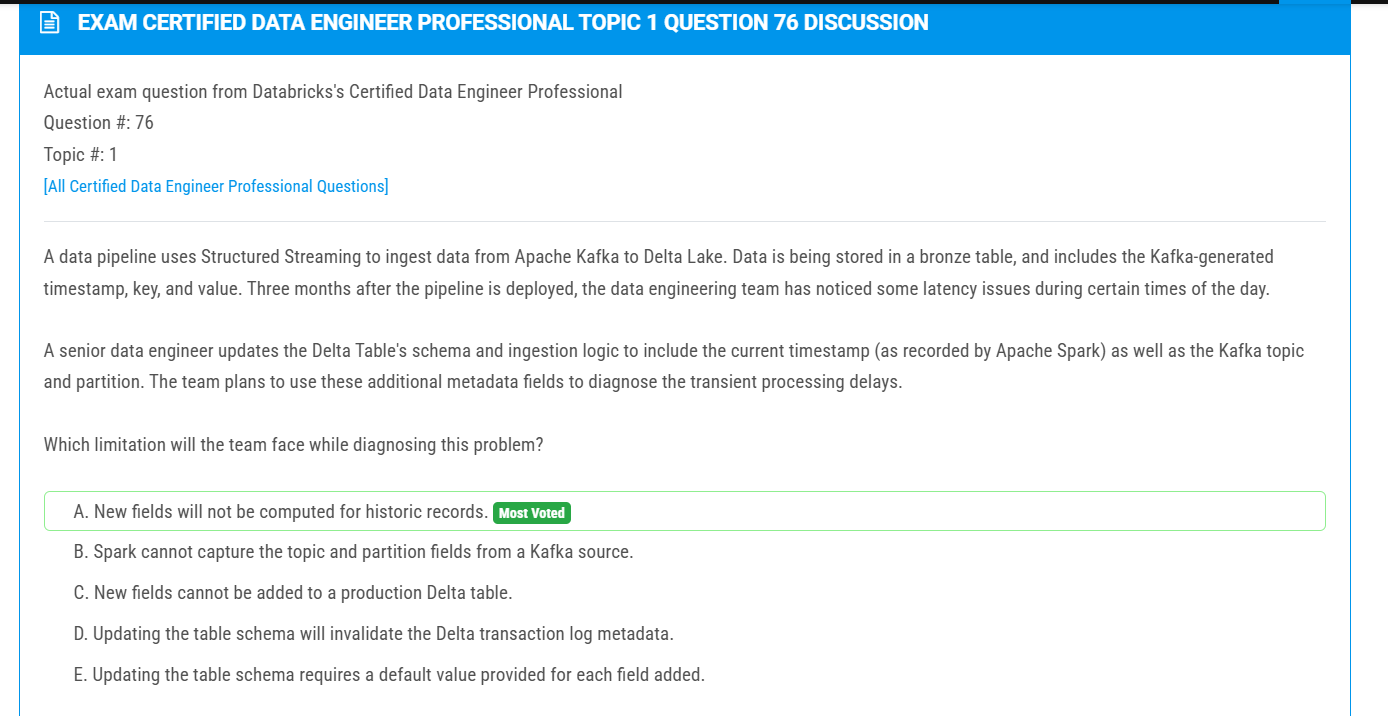 EXAM CERTIFIED DATA ENGINEER PROFESSIONAL TOPIC 1 QUESTION 76 DISCUSSION
Actual exam question from Databricks's Certified Data Engineer Professional
Question #: 76
Topic #: 1
[All Certified Data Engineer Professional Questions]
A data pipeline uses Structured Streaming to ingest data from Apache Kafka to Delta Lake. Data is being stored in a bronze table, and includes the Kafka-generated
timestamp, key, and value. Three months after the pipeline is deployed, the data engineering team has noticed some latency issues during certain times of the day.
A senior data engineer updates the Delta Table's schema and ingestion logic to include the current timestamp (as recorded by Apache Spark) as well as the Kafka topic
and partition. The team plans to use these additional metadata fields to diagnose the transient processing delays.
Which limitation will the team face while diagnosing this problem?
A. New fields will not be computed for historic records. Most Voted
B. Spark cannot capture the topic and partition fields from a Kafka source.
C. New fields cannot be added to a production Delta table.
D. Updating the table schema will invalidate the Delta transaction log metadata.
E. Updating the table schema requires a default value provided for each field added.